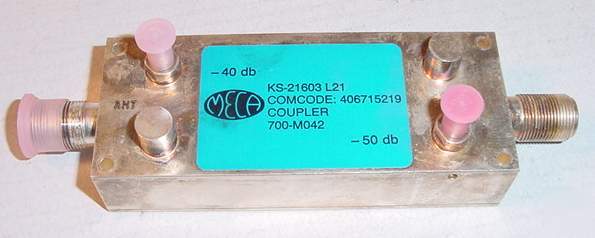 - 40 db
KS-21603 L21
MECA
COMCODE: 406715219
COUPLER
700-M042
- 50 db
ANT